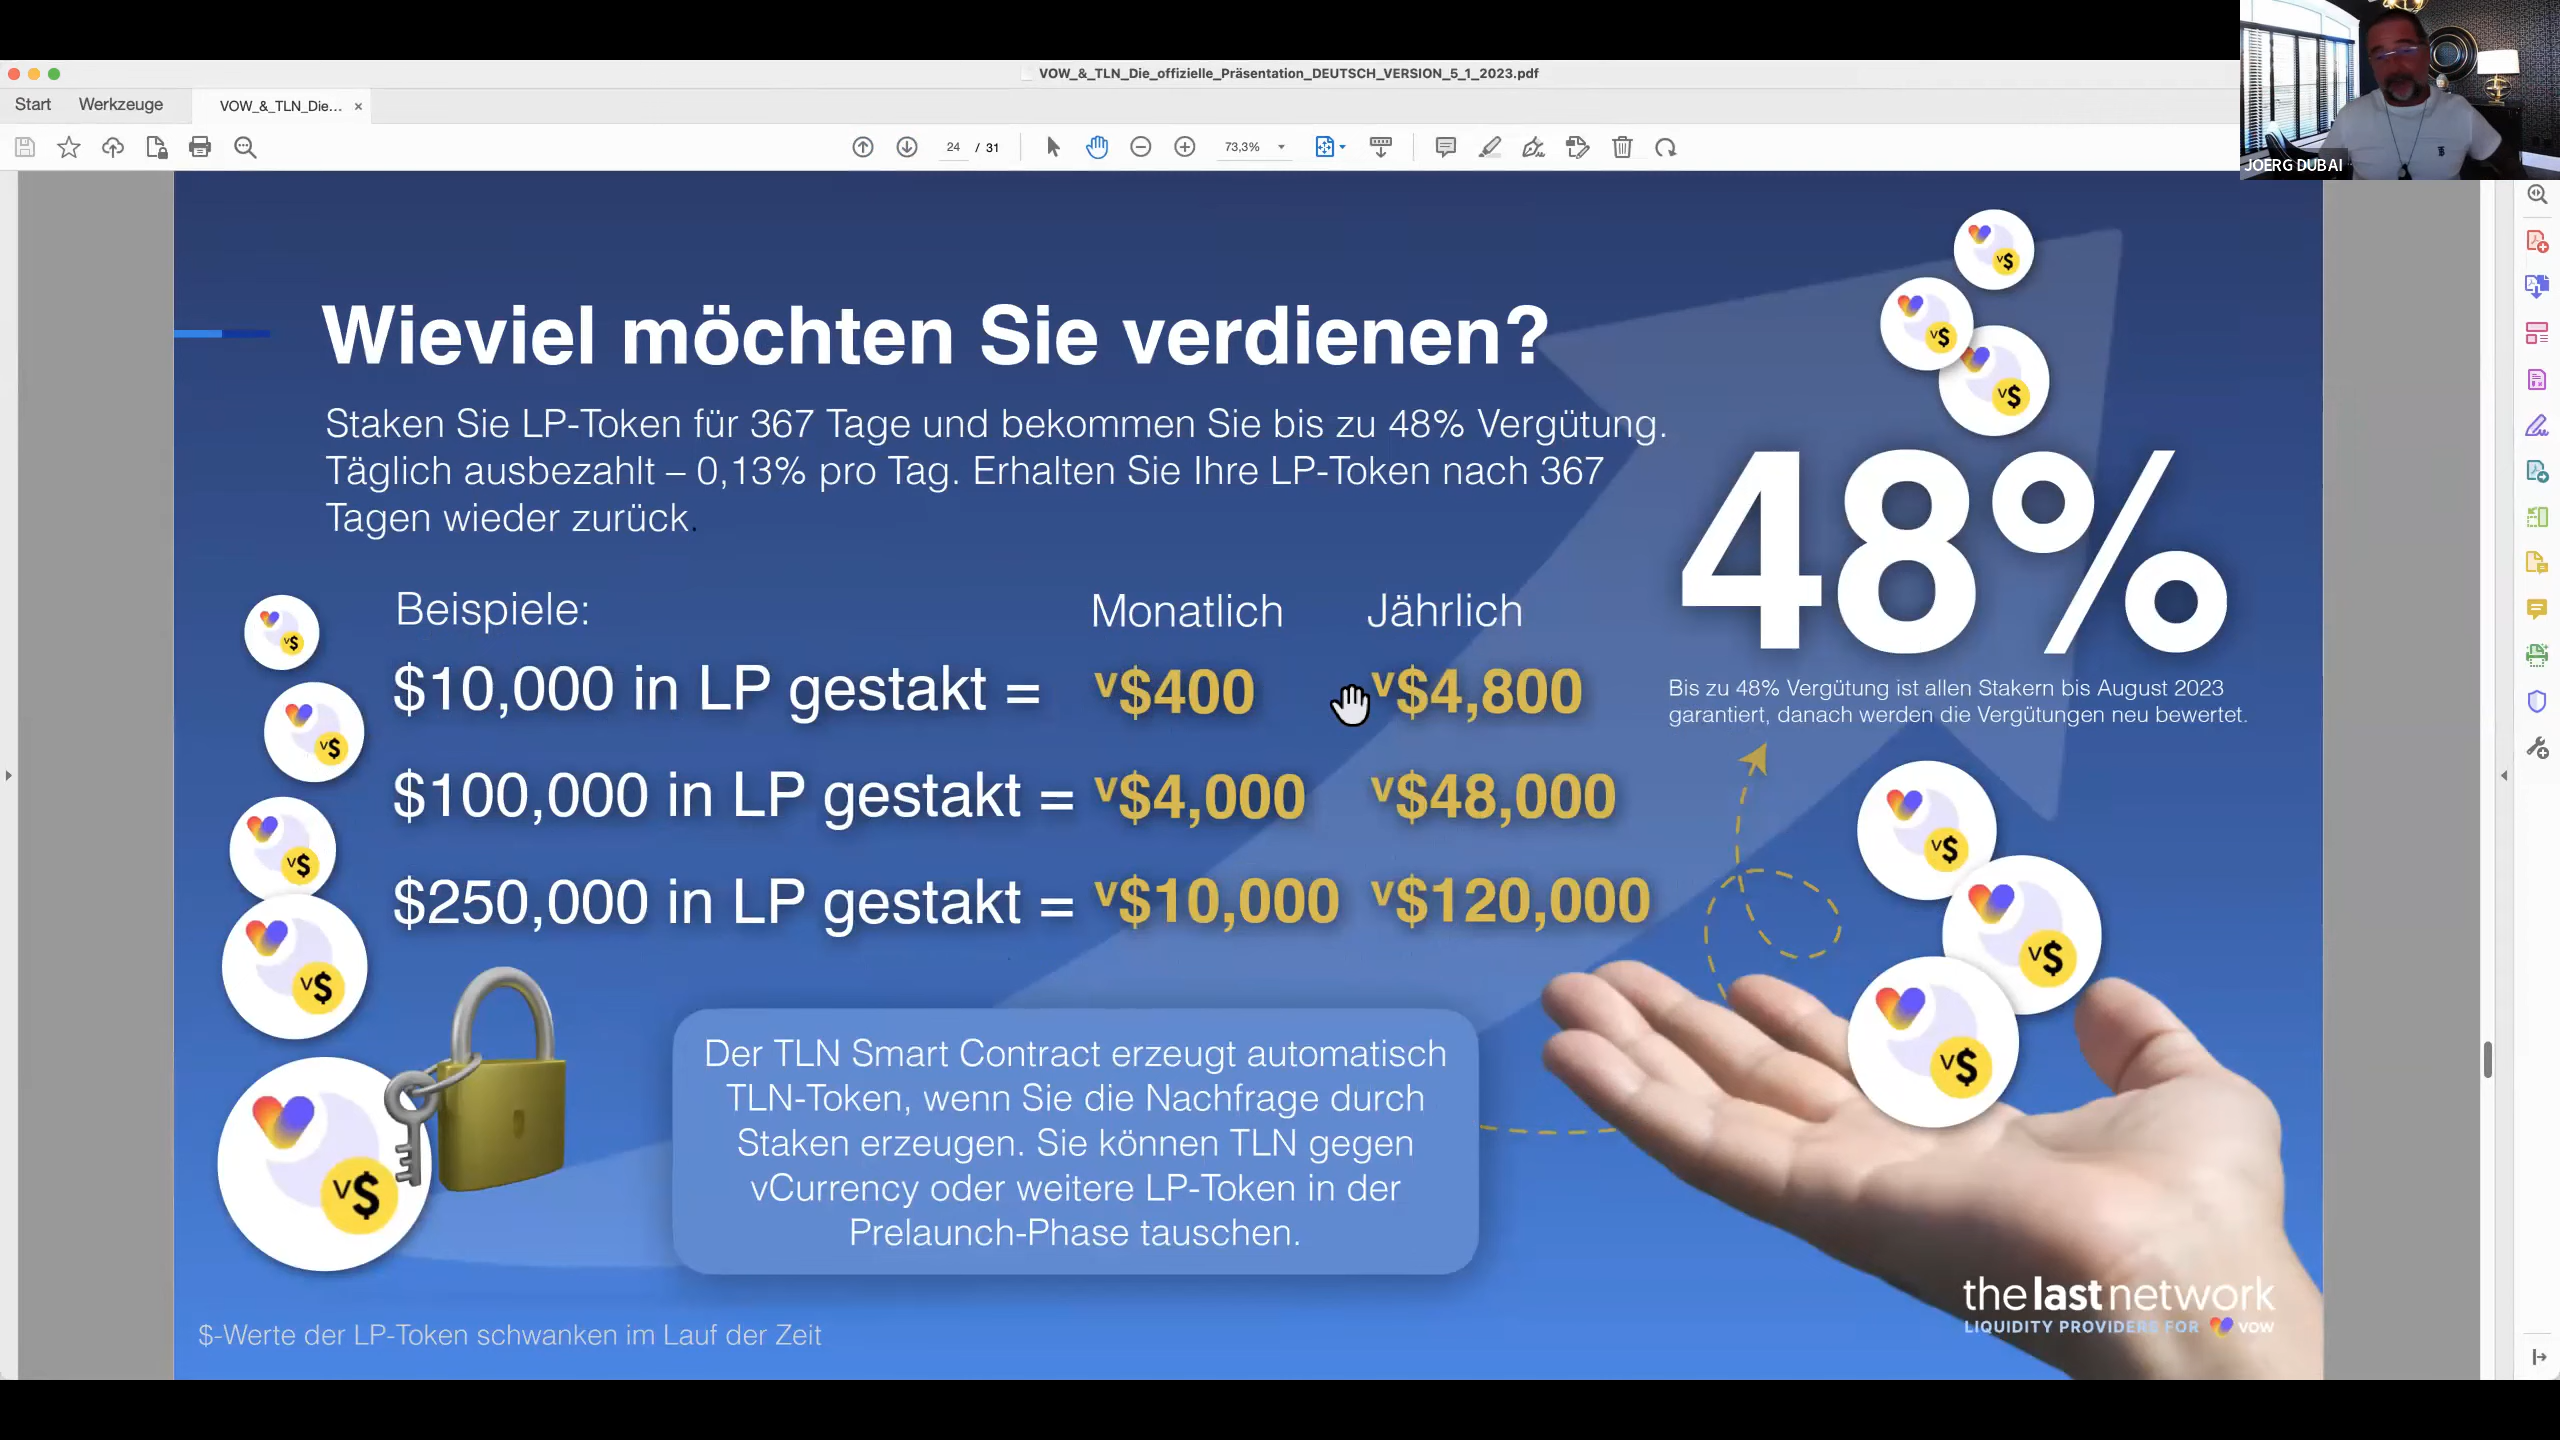 VOW_&_TLN_Die_offizielle_Präsentation_DEUTSCH_VERSION_5_1_2023.pdf
Start Werkzeuge VOW_&_TLN_Die... ×
24 / 31 73,3%
JOERG DUBAI
Wieviel möchten Sie verdienen?
Staken Sie LP-Token für 367 Tage und bekommen Sie bis zu 48% Vergütung.
Täglich ausbezahlt – 0,13% pro Tag. Erhalten Sie Ihre LP-Token nach 367
Tagen wieder zurück.
48%
Bis zu 48% Vergütung ist allen Stakern bis August 2023
garantiert, danach werden die Vergütungen neu bewertet.
Beispiele: Monatlich Jährlich
$10,000 in LP gestakt = v$400 v$4,800
$100,000 in LP gestakt = v$4,000 v$48,000
$250,000 in LP gestakt = v$10,000 v$120,000
Der TLN Smart Contract erzeugt automatisch
TLN-Token, wenn Sie die Nachfrage durch
Staken erzeugen. Sie können TLN gegen
vCurrency oder weitere LP-Token in der
Prelaunch-Phase tauschen.
v$
v$
v$
v$
v$
v$
v$
v$
v$
v$
v$
thelastnetwork
LIQUIDITY PROVIDERS FOR VOW
$-Werte der LP-Token schwanken im Lauf der Zeit